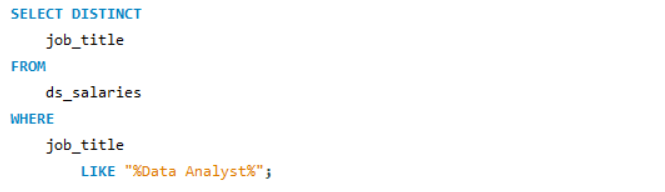 SELECT DISTINCT
    job_title
FROM
    ds_salaries
WHERE
    job_title
        LIKE "%Data Analyst%";